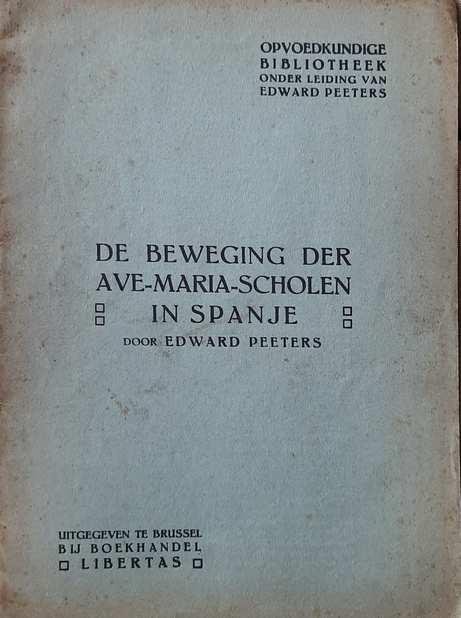 OPVOEDKUNDIGE
BIBLIOTHEEK
ONDER LEIDING VAN
EDWARD PEETERS
DE BEWEGING DER
AVE-MARIA-SCHOLEN
IN SPANJE
DOOR EDWARD PEETERS
UITGEGEVEN TE BRUSSEL
BIJ BOEKHANDEL
LIBERTAS